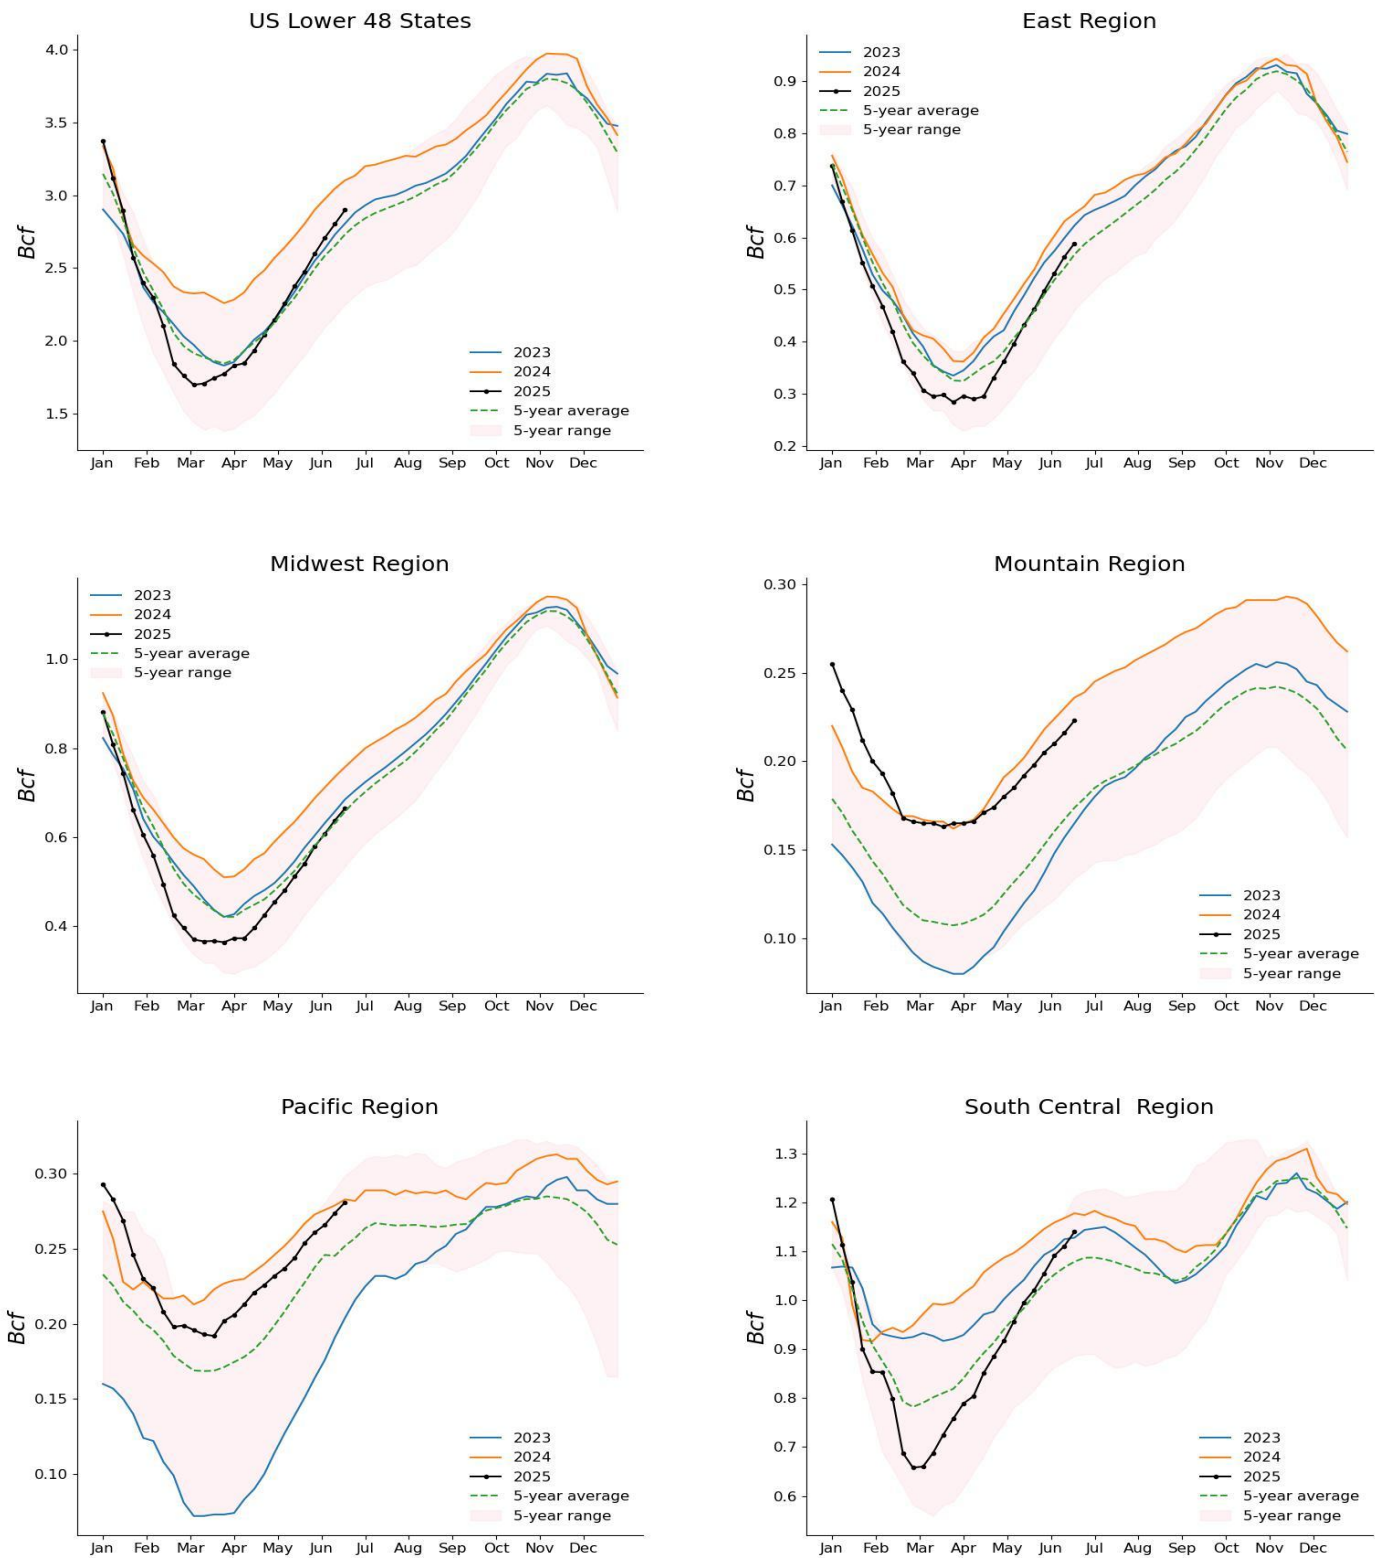 US Lower 48 States
4.0
3.5
3.0
2.5
2.0
1.5
Bcf
2023
2024
2025
5-year average
5-year range
Jan Feb Mar Apr May Jun Jul Aug Sep Oct Nov Dec
East Region
2023
2024
2025
5-year average
5-year range
0.9
0.8
0.7
0.6
0.5
0.4
0.3
0.2
Bcf
Jan Feb Mar Apr May Jun Jul Aug Sep Oct Nov Dec
Midwest Region
2023
2024
2025
5-year average
5-year range
1.0
0.8
0.6
0.4
Bcf
Jan Feb Mar Apr May Jun Jul Aug Sep Oct Nov Dec
Mountain Region
0.30
0.25
0.20
0.15
0.10
Bcf
2023
2024
2025
5-year average
5-year range
Jan Feb Mar Apr May Jun Jul Aug Sep Oct Nov Dec
Pacific Region
0.30
0.25
0.20
0.15
0.10
Bcf
2023
2024
2025
5-year average
5-year range
Jan Feb Mar Apr May Jun Jul Aug Sep Oct Nov Dec
South Central Region
1.3
1.2
1.1
1.0
0.9
0.8
0.7
0.6
Bcf
2023
2024
2025
5-year average
5-year range
Jan Feb Mar Apr May Jun Jul Aug Sep Oct Nov Dec